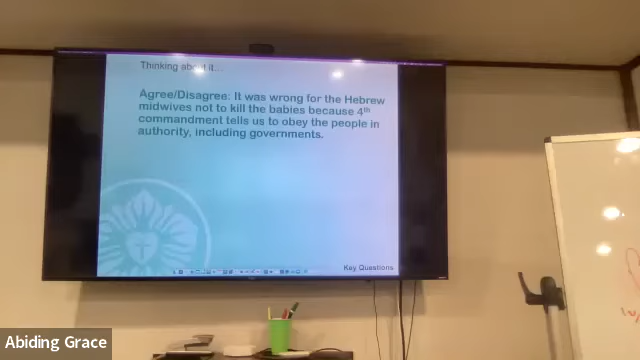 Thinking about it...
Agree/Disagree: It was wrong for the Hebrew
midwives not to kill the babies because 4th
commandment tells us to obey the people in
authority, including governments.
Key Questions
Abiding Grace